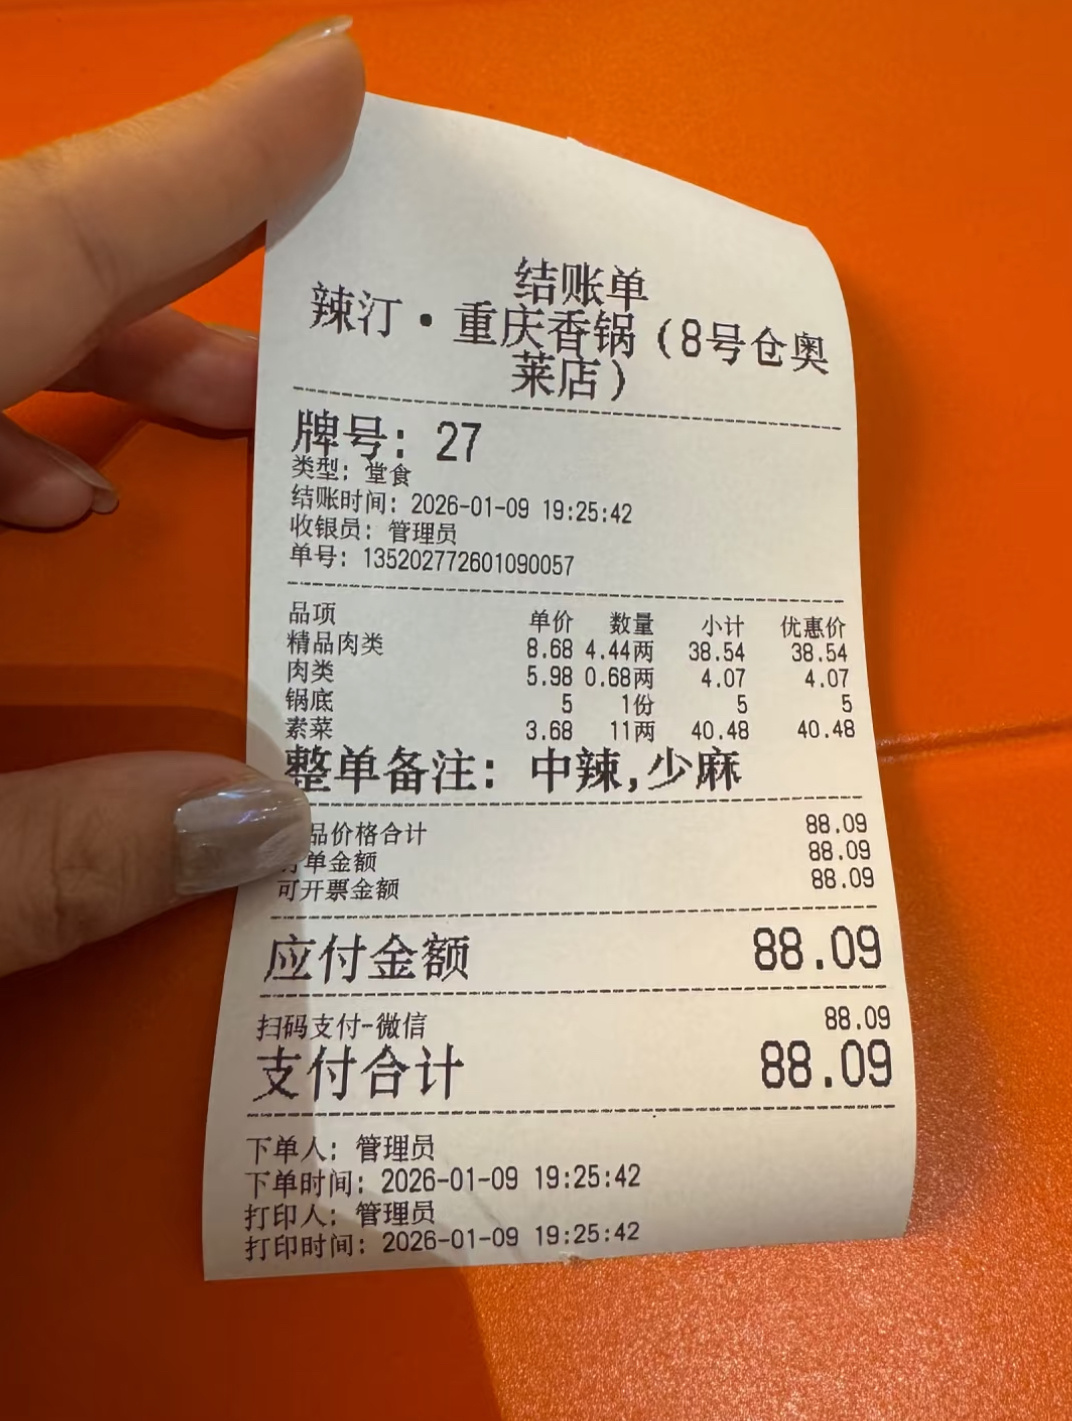 结账单
辣汀·重庆香锅(8号仓奥
莱店)
牌号: 27
类型: 堂食
结账时间: 2026-01-09 19:25:42
收银员: 管理员
单号: 135202772601090057
品项 单价 数量 小计 优惠价
精品肉类 8.68 4.44两 38.54 38.54
肉类 5.98 0.68两 4.07 4.07
锅底 5 1份 5 5
素菜 3.68 11两 40.48 40.48
整单备注: 中辣,少麻
品价格合计 88.09
单金额 88.09
可开票金额 88.09
应付金额 88.09
扫码支付-微信 88.09
支付合计 88.09
下单人: 管理员
下单时间: 2026-01-09 19:25:42
打印人: 管理员
打印时间: 2026-01-09 19:25:42